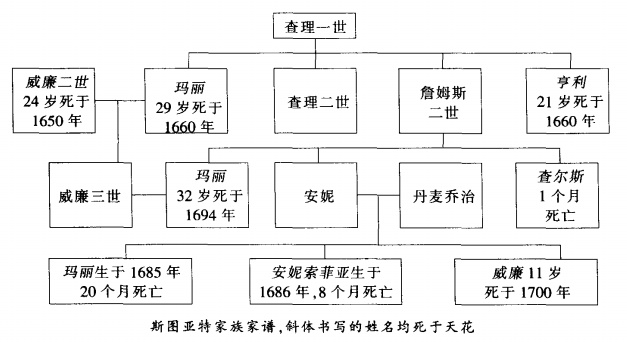 查理一世
威廉二世
24 岁死于
1650 年
玛丽
29 岁死于
1660 年
查理二世
詹姆斯
二世
亨利
21 岁死于
1660 年
威廉三世
玛丽
32 岁死于
1694 年
安妮
丹麦乔治
查尔斯
1 个月
死亡
玛丽生于 1685 年
20 个月死亡
安妮索菲亚生于
1686 年,8 个月死亡
威廉 11 岁
死于 1700 年
斯图亚特家族家谱,斜体书写的姓名均死于天花